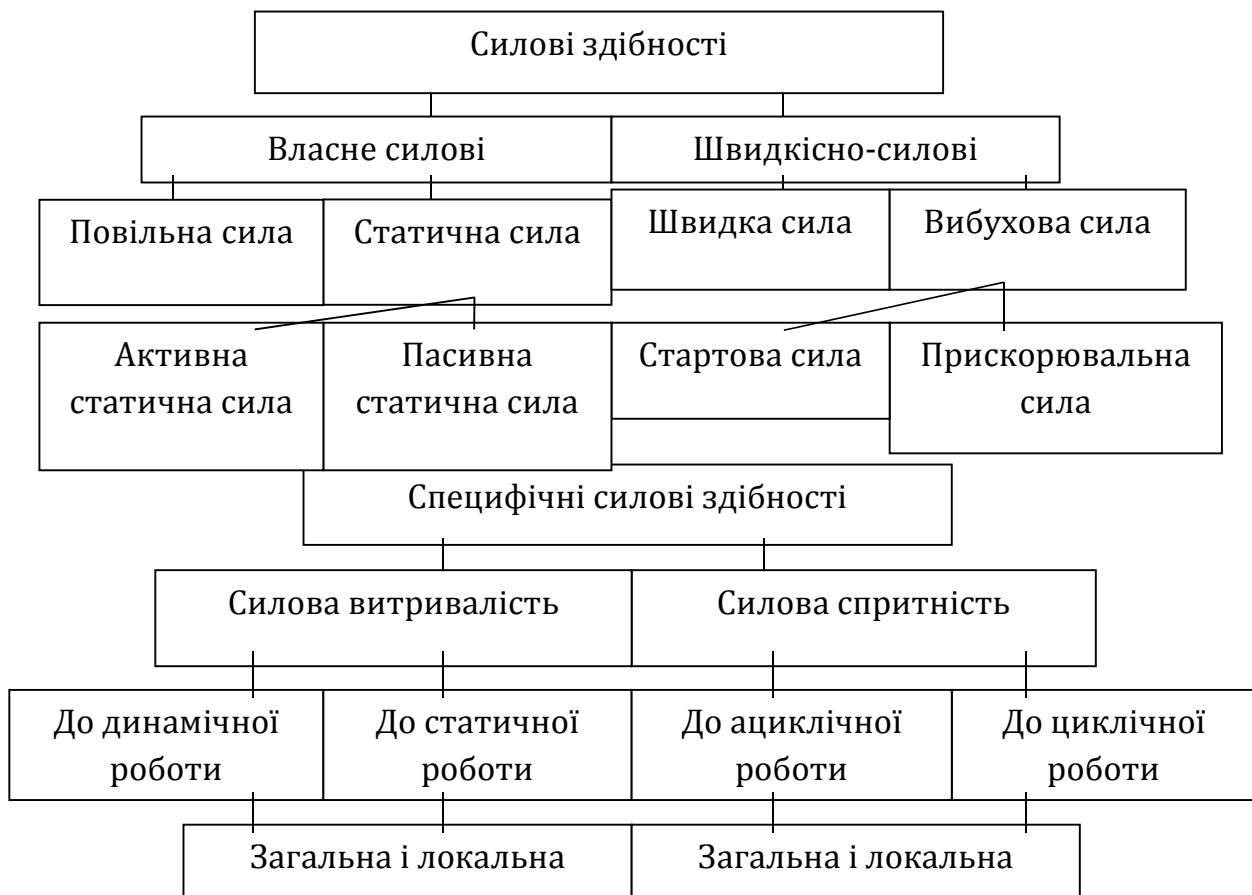 Силові здібності
Власне силові
Швидкісно-силові
Повільна сила
Статична сила
Швидка сила
Вибухова сила
Активна
статична сила
Пасивна
статична сила
Стартова сила
Прискорювальна
сила
Специфічні силові здібності
Силова витривалість
Силова спритність
До динамічної
роботи
До статичної
роботи
До ациклічної
роботи
До циклічної
роботи
Загальна і локальна
Загальна і локальна